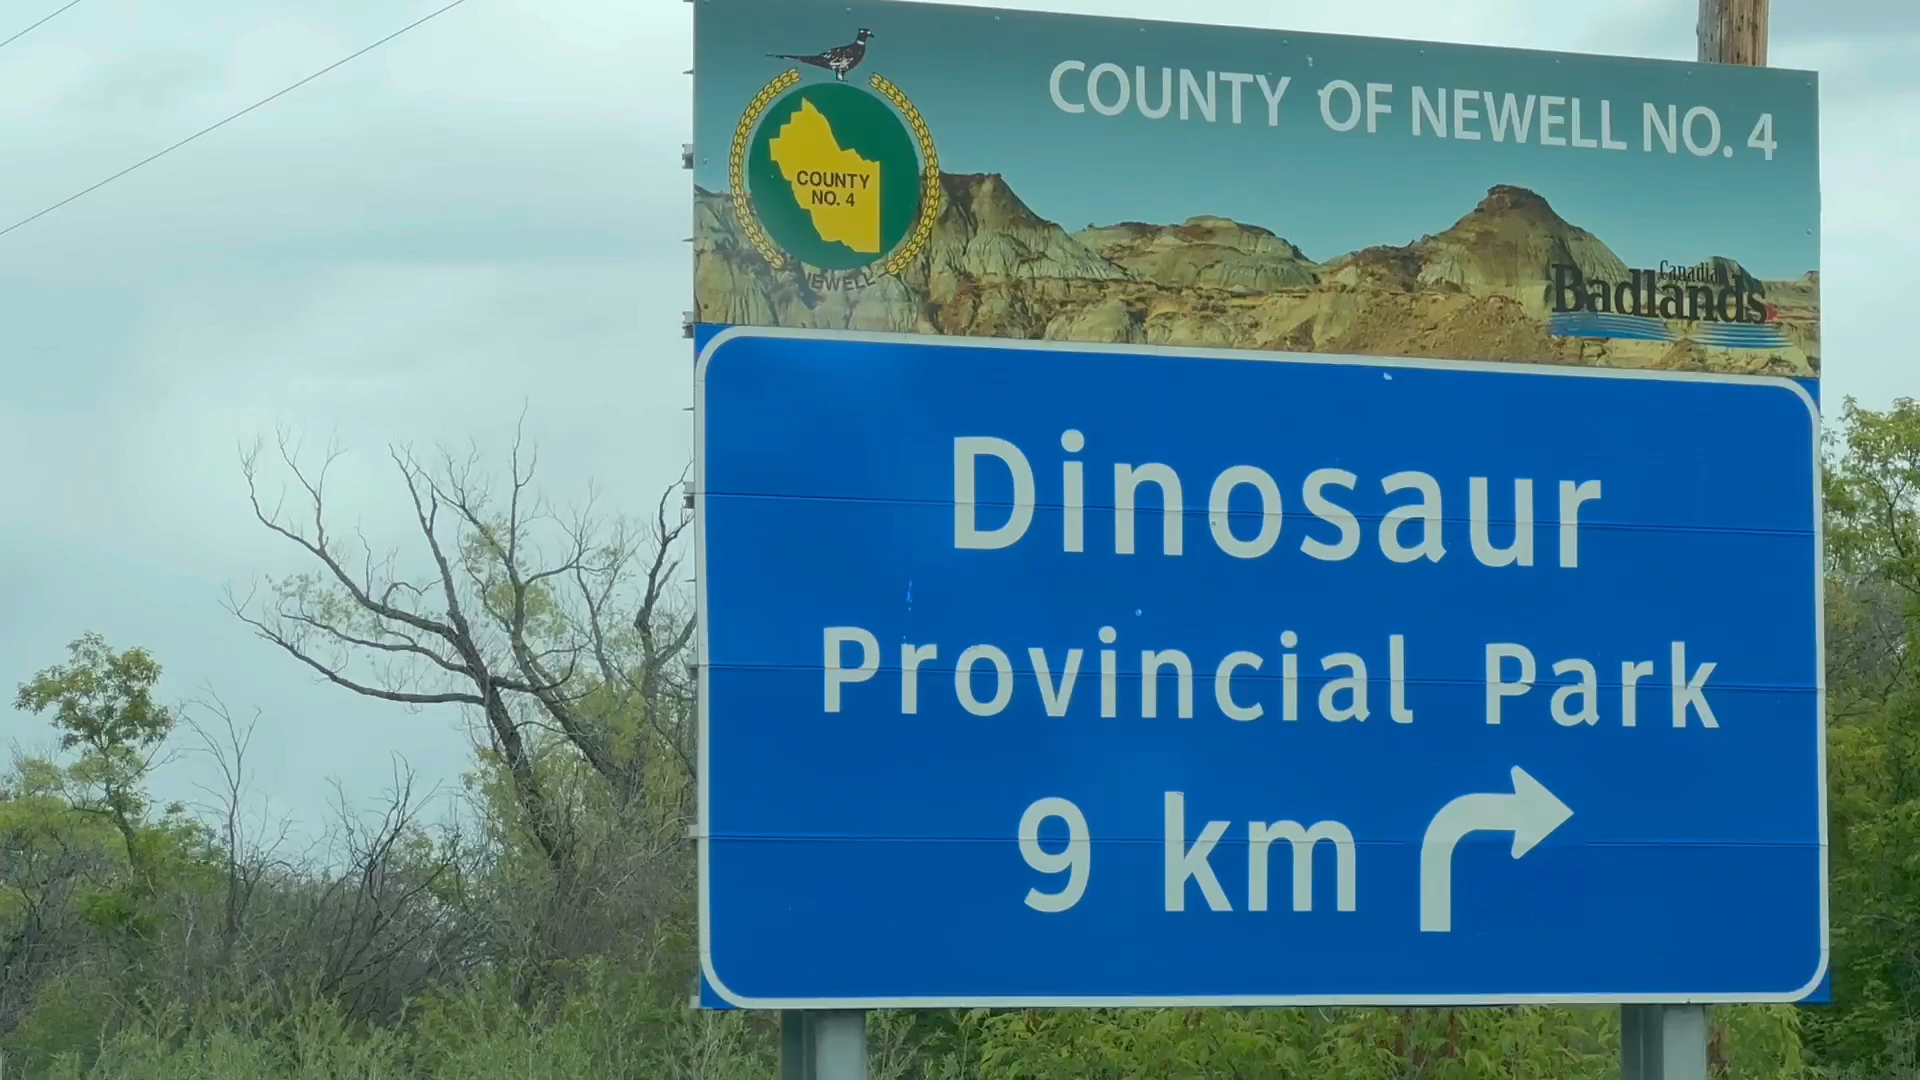 COUNTY OF NEWELL NO. 4
COUNTY
NO. 4
NEWELL
Canadian
Badlands
Dinosaur
Provincial Park
9 km